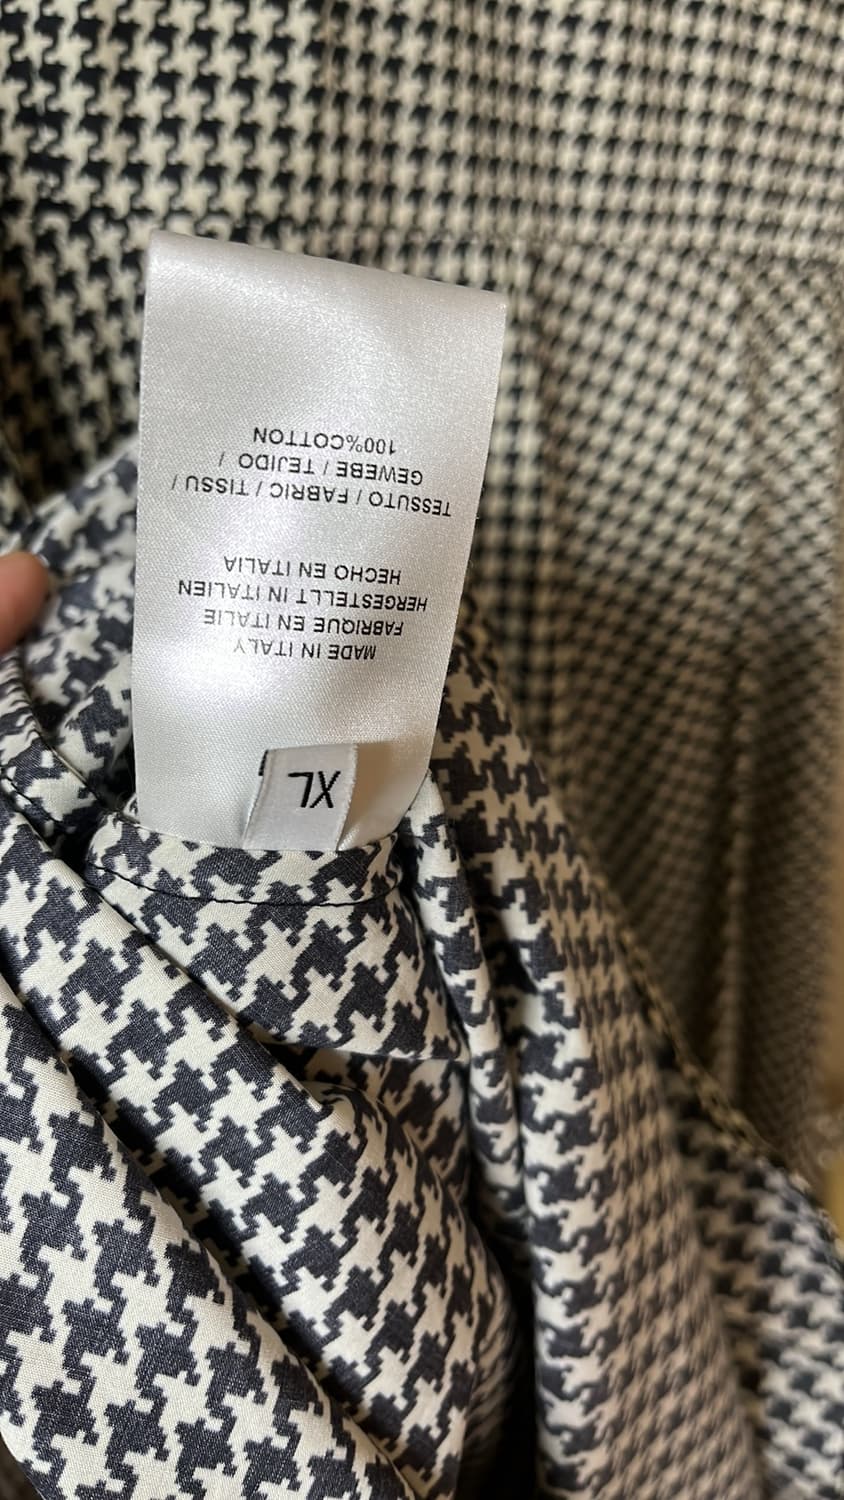 XL
MADE IN ITALY
FABRIQUE EN ITALIE
HERGESTELLT IN ITALIEN
HECHO EN ITALIA
TESSUTO / FABRIC / TISSU /
GEWEBE / TEJIDO /
100%COTTON